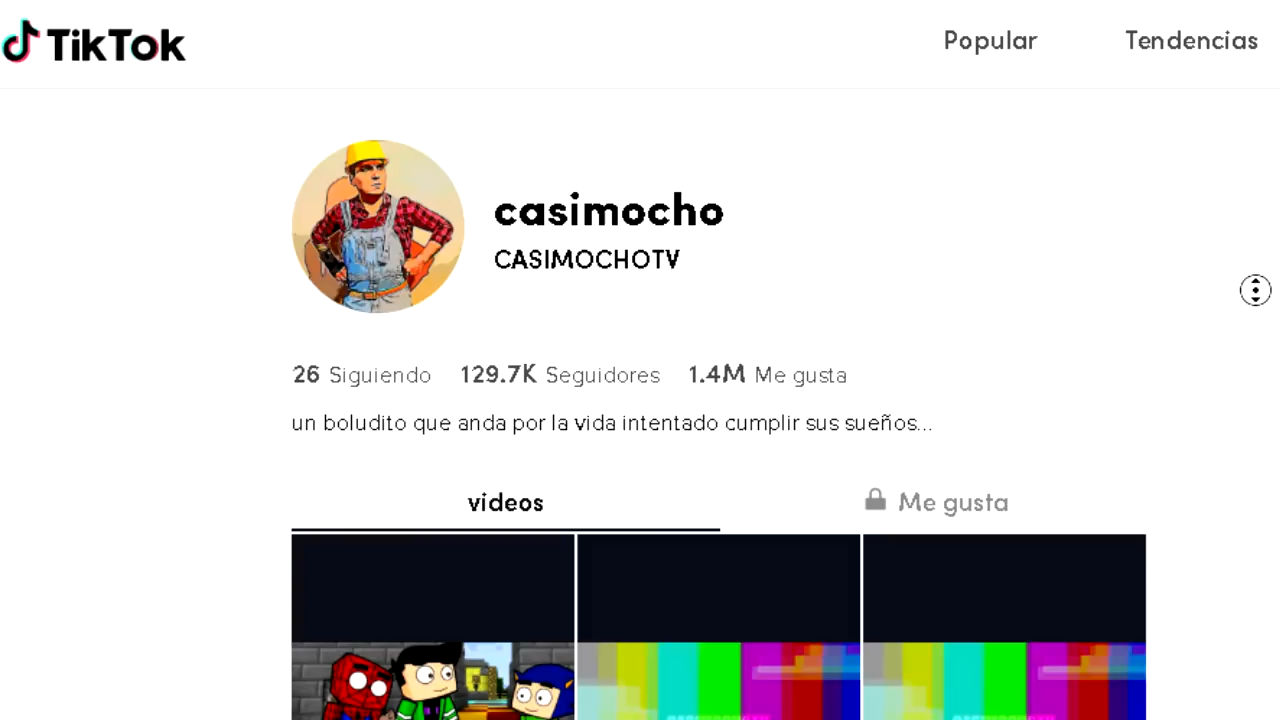 TikTok
Popular
Tendencias
casimocho
CASIMOCHOTV
26 Siguiendo 129.7K Seguidores 1.4M Me gusta
un boludito que anda por la vida intentado cumplir sus sueños...
videos
Me gusta